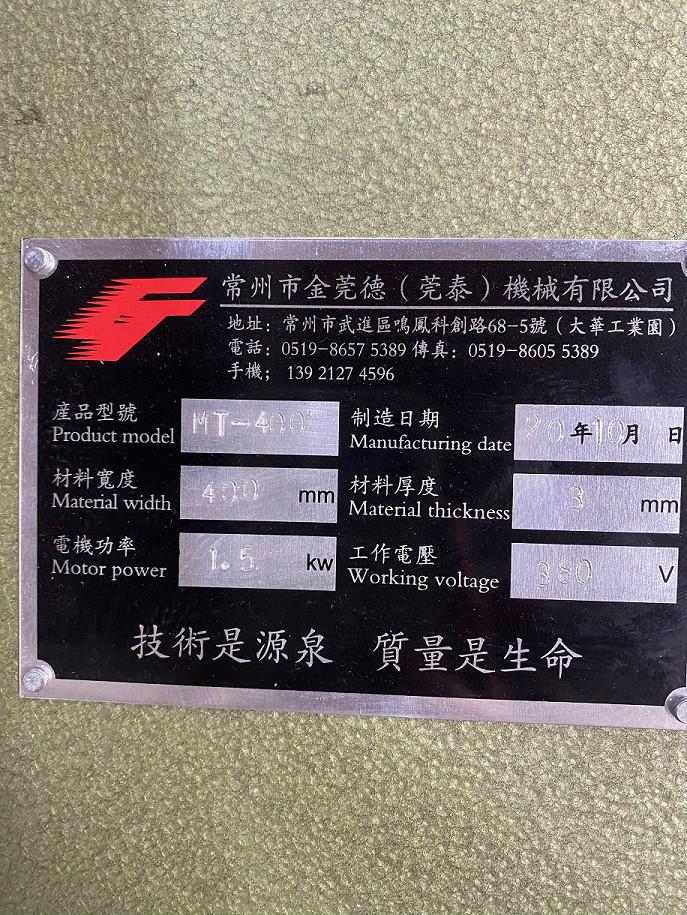 常州市金莞德（莞泰）機械有限公司
地址：常州市武進區鳴鳳科創路68-5號（大華工業園）
電話：0519-8657 5389 傳真：0519-8605 5389
手機；139 2127 4596
産品型號 MT-400 制造日期 20年10月 日
Product model Manufacturing date
材料寬度 400 mm 材料厚度 3 mm
Material width Material thickness
電機功率 1.5 kw 工作電壓 380 V
Motor power Working voltage
技術是源泉 質量是生命